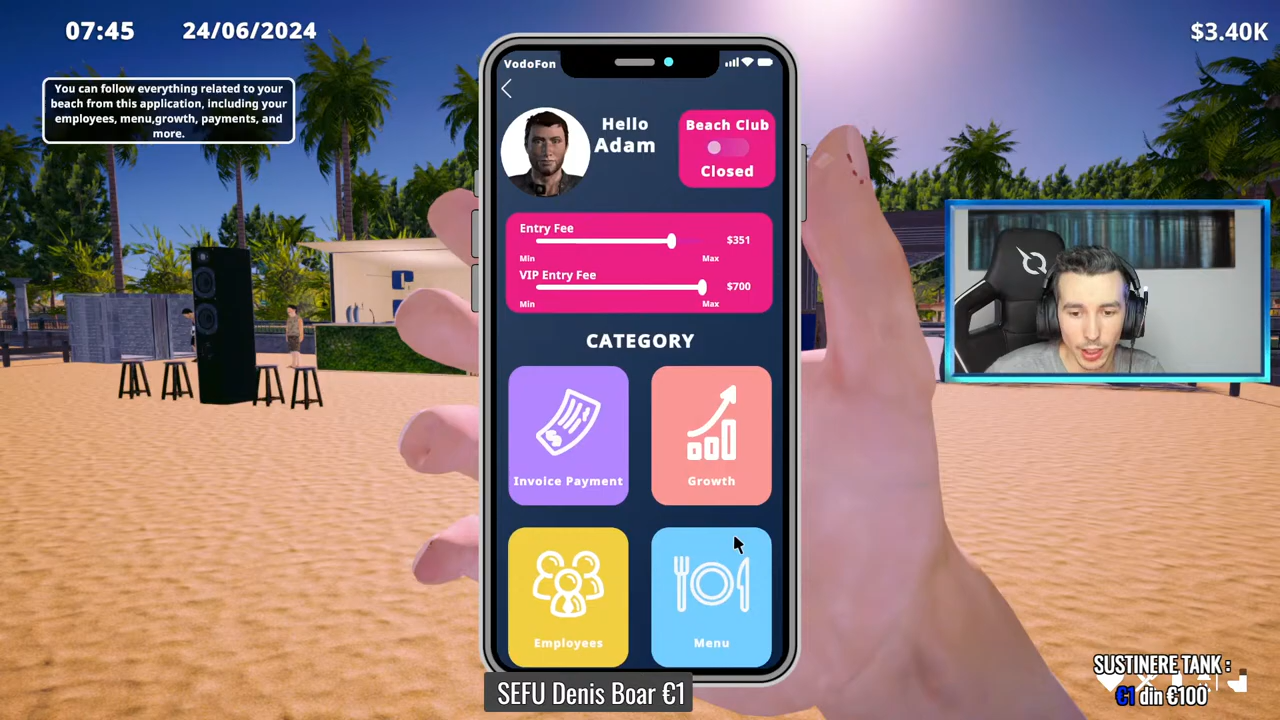 07:45
24/06/2024
$3.40K
You can follow everything related to your
beach from this application, including your
employees, menu,growth, payments, and
more.
VodoFon
Hello
Adam
Beach Club
Closed
Entry Fee
$351
Min
Max
VIP Entry Fee
$700
Min
Max
CATEGORY
Invoice Payment
Growth
Employees
Menu
SEFU Denis Boar €1
SUSTINERE TANK :
€1 din €100